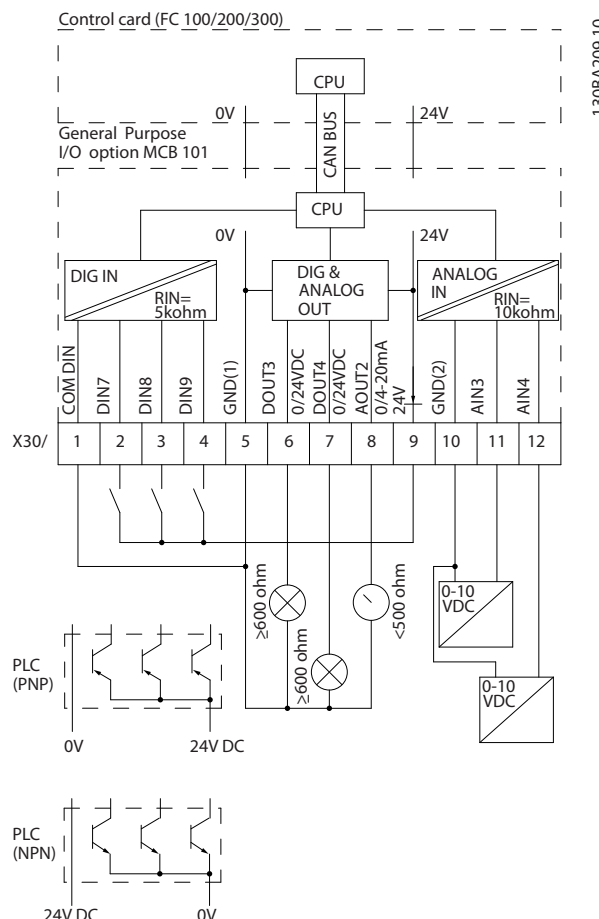 Control card (FC 100/200/300)
130BA209.10
CPU
0V
24V
General Purpose
I/O option MCB 101
CAN BUS
CPU
0V
24V
DIG IN
RIN=
5kohm
DIG &
ANALOG
OUT
ANALOG
IN
RIN=
10kohm
COM DIN
DIN7
DIN8
DIN9
GND(1)
DOUT3
0/24VDC
DOUT4
0/24VDC
AOUT2
0/4-20mA
24V
GND(2)
AIN3
AIN4
X30/ 1 2 3 4 5 6 7 8 9 10 11 12
≥600 ohm
<500 ohm
≥600 ohm
0-10
VDC
0-10
VDC
PLC
(PNP)
0V
24V DC
PLC
(NPN)
24V DC
0V